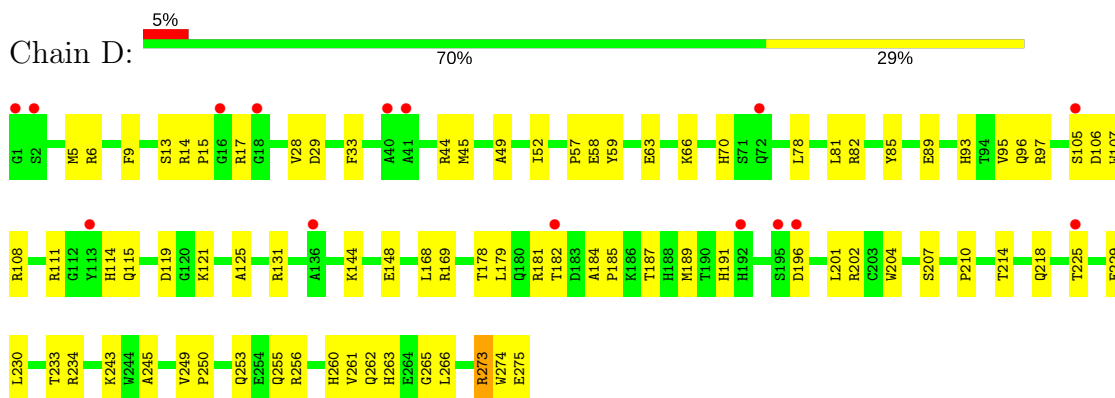 5%
Chain D:
70% 29%
G1 S2 M5 R6 F9 S13 R14 P15 G16 R17 G18 V28 D29 F33 A40 A41 R44 M45 A49 I52 P57 E58 Y59 E63 K66 H70 S71 Q72 L78 L81 R82 Y85 E89 H93 T94 V95 Q96 R97 S105 D106
R108 R111 G112 Y113 H114 Q115 D119 G120 K121 A125 R131 A136 K144 E148 L168 R169 T178 L179 Q180 R181 T182 D183 A184 P185 K186 T187 H188 M189 T190 H191 H192 S195 D196 L201 R202 C203 W204 S207 P210 T214 Q218 T225
L230 T233 R234 K243 W244 A245 V249 P250 Q253 E254 Q255 R256 H260 V261 Q262 H263 E264 G265 L266 R273 W274 E275